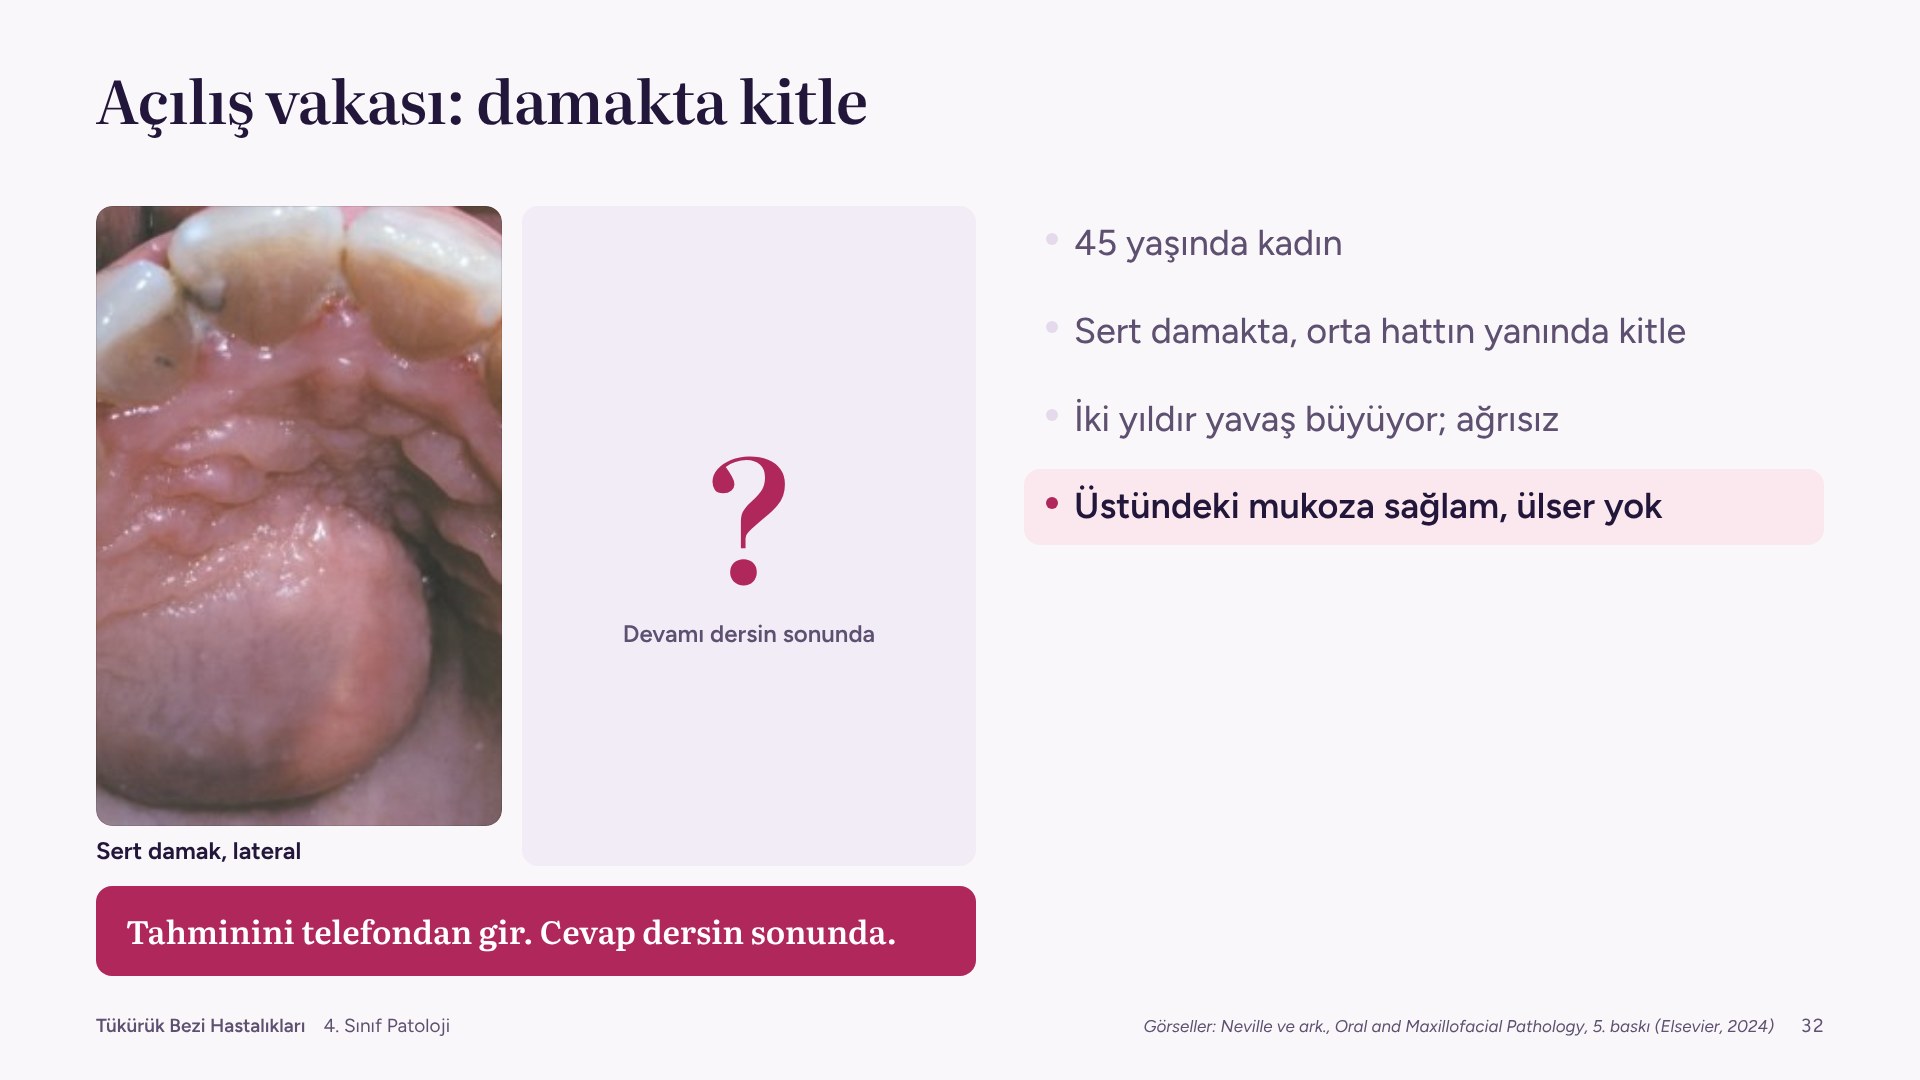 Açılış vakası: damakta kitle
?
Devamı dersin sonunda
Sert damak, lateral
Tahminini telefondan gir. Cevap dersin sonunda.
45 yaşında kadın
Sert damakta, orta hattın yanında kitle
İki yıldır yavaş büyüyor; ağrısız
Üstündeki mukoza sağlam, ülser yok
Tükürük Bezi Hastalıkları 4. Sınıf Patoloji
Görseller: Neville ve ark., Oral and Maxillofacial Pathology, 5. baskı (Elsevier, 2024) 32